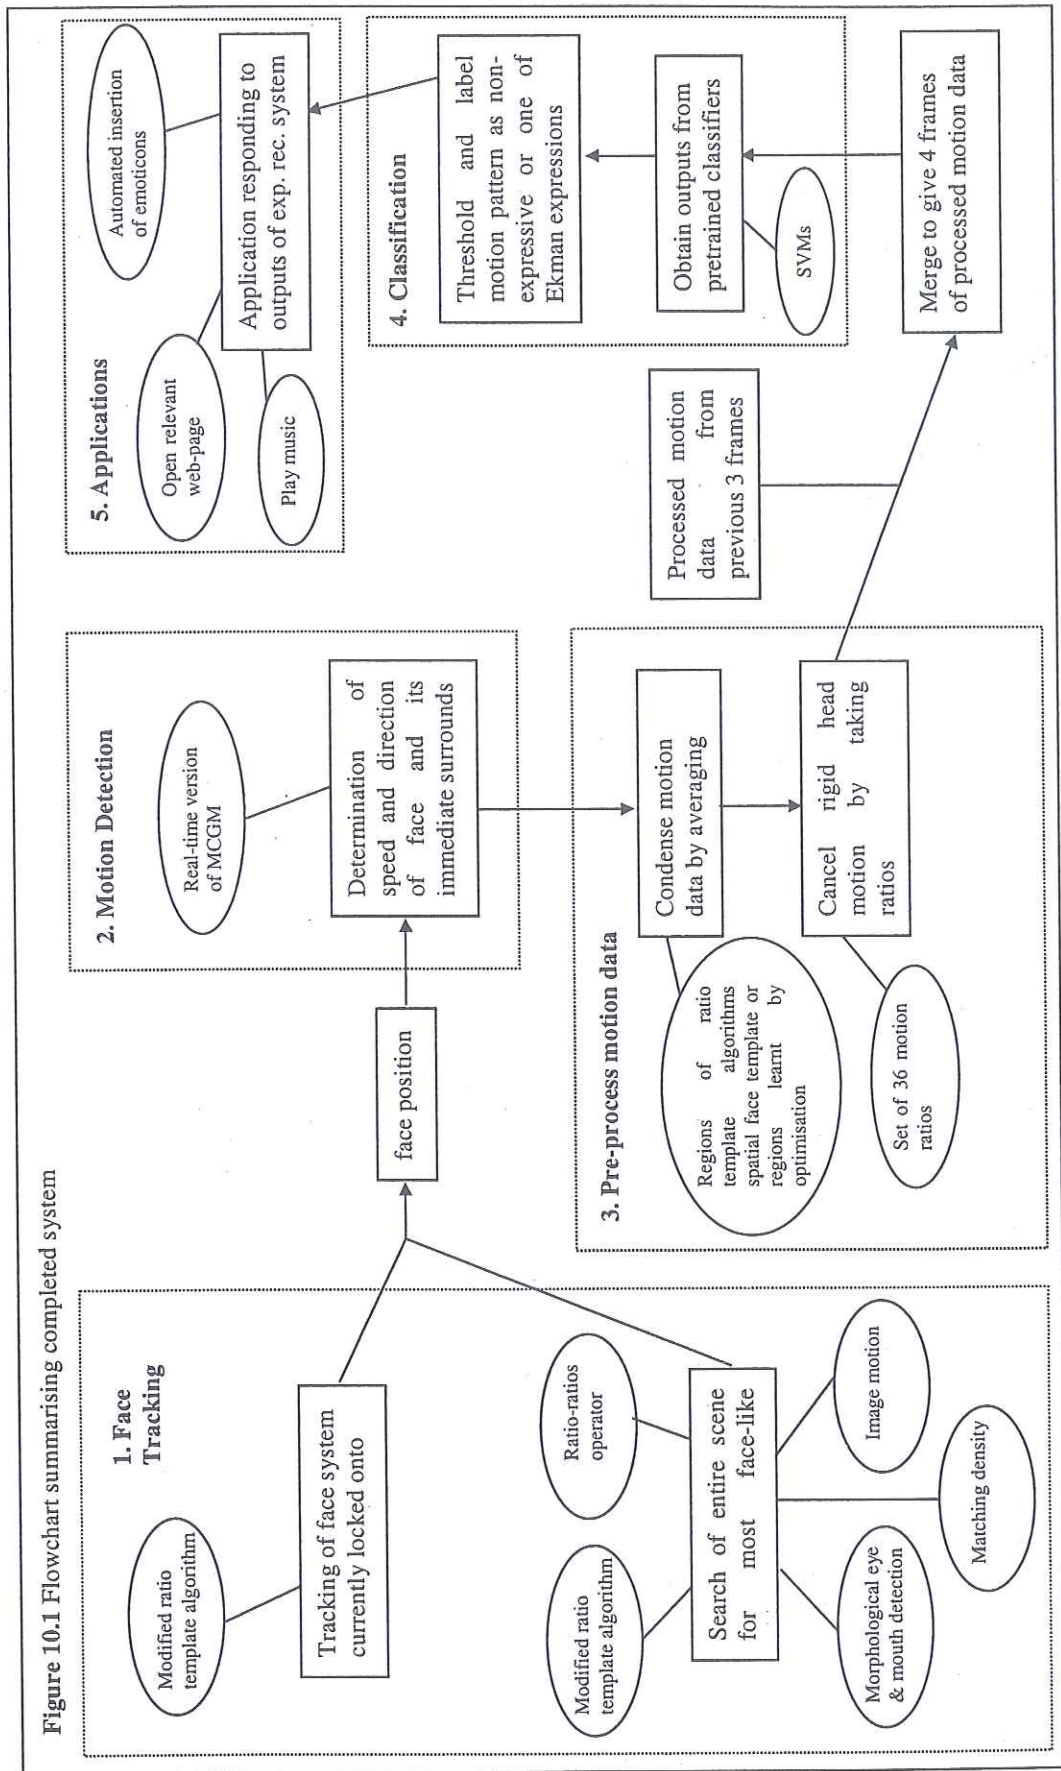 Figure 10.1 Flowchart summarising completed system
1. Face
Tracking
Modified ratio
template algorithm
Tracking of face system
currently locked onto
Modified ratio
template algorithm
Ratio-ratios
operator
Search of entire scene
for most face-like
Morphological eye
& mouth detection
Matching density
Image motion
face position
2. Motion Detection
Real-time version
of MCGM
Determination of
speed and direction
of face and its
immediate surrounds
3. Pre-process motion data
Regions of ratio
template algorithms
spatial face template or
regions learnt by
optimisation
Condense motion
data by averaging
Set of 36 motion
ratios
Cancel rigid head
motion by taking
ratios
Processed motion
data from
previous 3 frames
Merge to give 4 frames
of processed motion data
4. Classification
SVMs
Obtain outputs from
pretrained classifiers
Threshold and label
motion pattern as non-
expressive or one of
Ekman expressions
5. Applications
Open relevant
web-page
Automated insertion
of emoticons
Play music
Application responding to
outputs of exp. rec. system